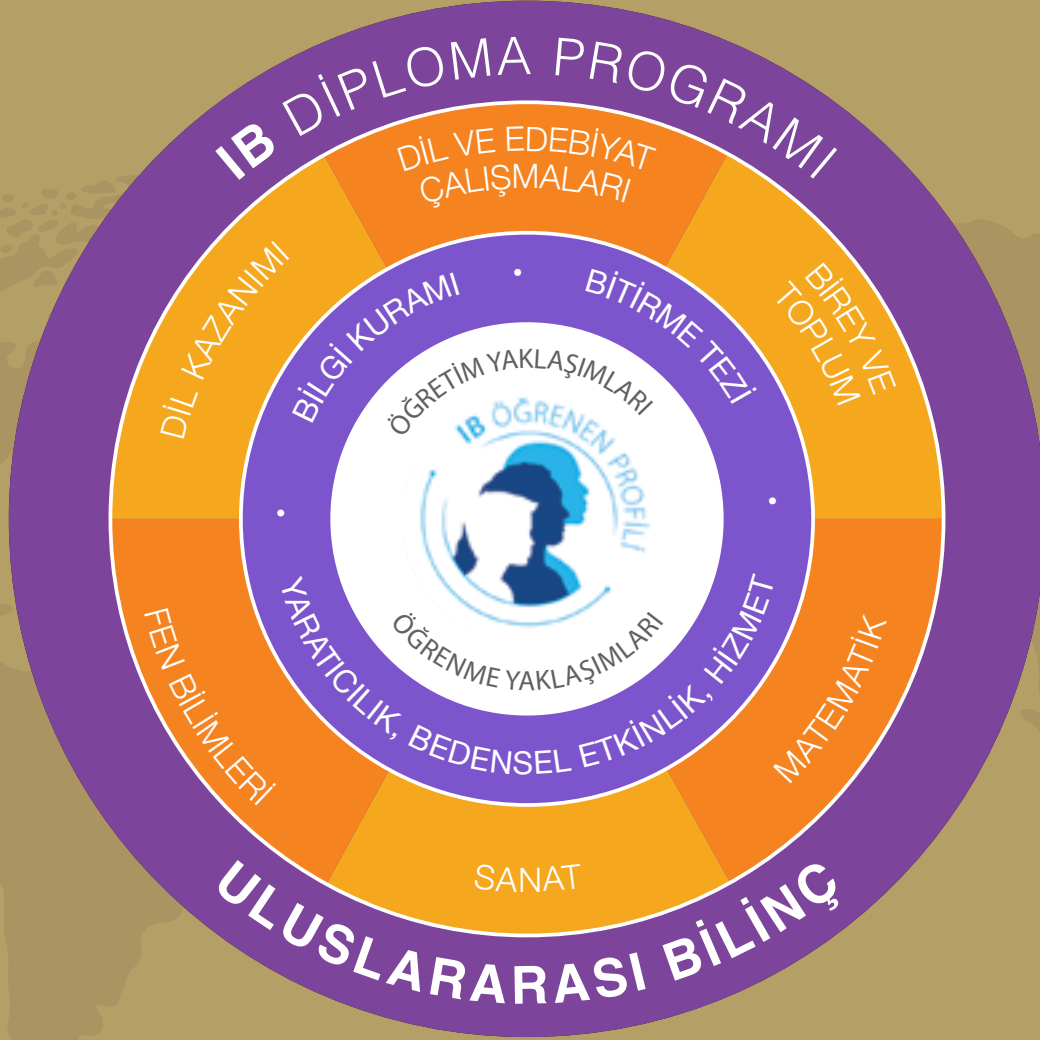 IB DİPLOMA PROGRAMI
DİL VE EDEBİYAT
ÇALIŞMALARI
DİL KAZANIMI
BİREY VE
TOPLUM
BİLGİ KURAMI
•
BİTİRME TEZİ
ÖĞRETİM YAKLAŞIMLARI
IB ÖĞRENEN PROFİLİ
•
•
ÖĞRENME YAKLAŞIMLARI
YARATICILIK, BEDENSEL ETKİNLİK, HİZMET
FEN BİLİMLERİ
MATEMATİK
SANAT
ULUSLARARASI BİLİNÇ